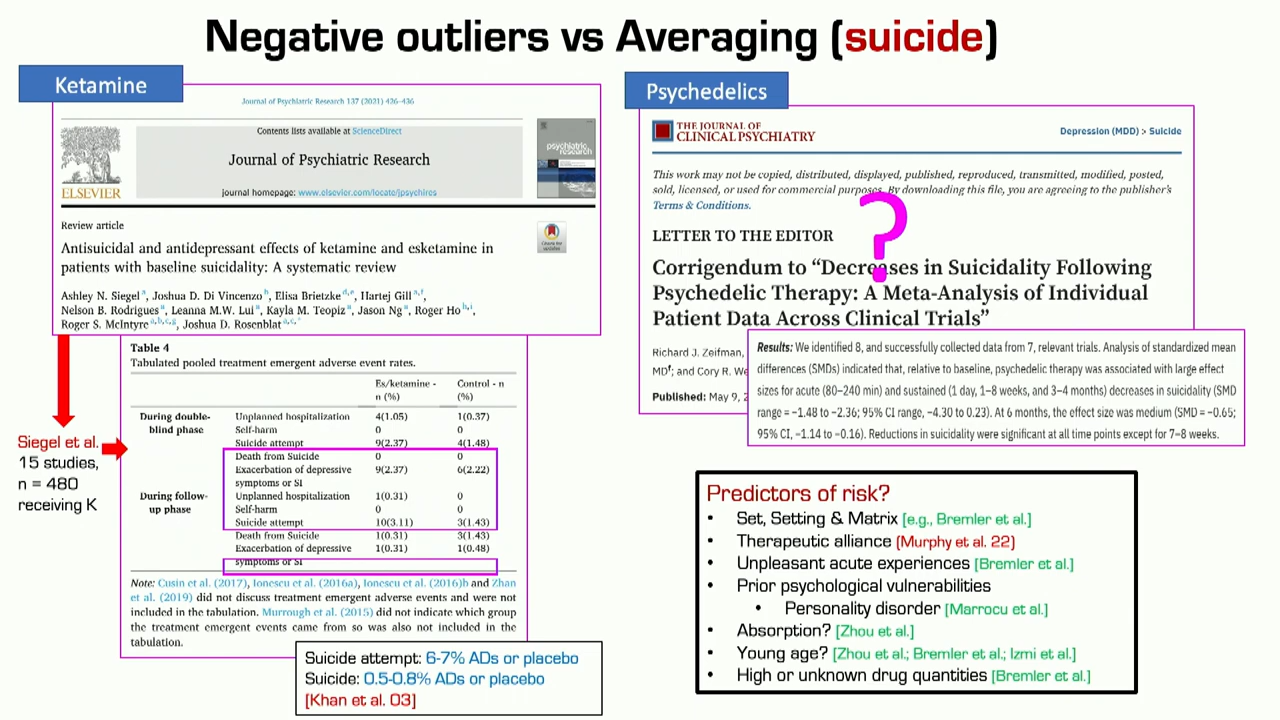 Negative outliers vs Averaging (suicide)
Ketamine
Journal of Psychiatric Research 137 (2021) 426–436
Contents lists available at ScienceDirect
Journal of Psychiatric Research
journal homepage: www.elsevier.com/locate/jpsychires
ELSEVIER
psychiatric
research
Review article
Check for
updates
Antisuicidal and antidepressant effects of ketamine and esketamine in
patients with baseline suicidality: A systematic review
Ashley N. Siegel a, Joshua D. Di Vincenzo b, Elisa Brietzke d,e, Hartej Gill a,f,
Nelson B. Rodrigues a, Leanna M.W. Lui a, Kayla M. Teopiz a, Jason Ng a, Roger Ho h,i,
Roger S. McIntyre a,b,c,g, Joshua D. Rosenblat a,c,*
Siegel et al.
15 studies,
n = 480
receiving K
Table 4
Tabulated pooled treatment emergent adverse event rates.
Es/ketamine - n (%) Control - n (%)
During double-blind phase Unplanned hospitalization 4(1.05) 1(0.37)
Self-harm 0 0
Suicide attempt 9(2.37) 4(1.48)
Death from Suicide 0 0
Exacerbation of depressive 9(2.37) 6(2.22)
symptoms or SI
During follow-up phase Unplanned hospitalization 1(0.31) 0
Self-harm 0 0
Suicide attempt 10(3.11) 3(1.43)
Death from Suicide 1(0.31) 3(1.43)
Exacerbation of depressive 1(0.31) 1(0.48)
symptoms or SI
Note: Cusin et al. (2017), Ionescu et al. (2016a), Ionescu et al. (2016)b and Zhan
et al. (2019) did not discuss treatment emergent adverse events and were not
included in the tabulation. Murrough et al. (2015) did not indicate which group
the treatment emergent events came from so was also not included in the
tabulation.
Suicide attempt: 6-7% ADs or placebo
Suicide: 0.5-0.8% ADs or placebo
[Khan et al. 03]
Psychedelics
THE JOURNAL OF
CLINICAL PSYCHIATRY
Depression (MDD) > Suicide
This work may not be copied, distributed, displayed, published, reproduced, transmitted, modified, posted,
sold, licensed, or used for commercial purposes. By downloading this file, you are agreeing to the publisher's
Terms & Conditions.
?
LETTER TO THE EDITOR
Corrigendum to “Decreases in Suicidality Following
Psychedelic Therapy: A Meta-Analysis of Individual
Patient Data Across Clinical Trials”
Richard J. Zeifman,
MD; and Cory R. We
Published: May 9, 2
Results: We identified 8, and successfully collected data from 7, relevant trials. Analysis of standardized mean
differences (SMDs) indicated that, relative to baseline, psychedelic therapy was associated with large effect
sizes for acute (80–240 min) and sustained (1 day, 1–8 weeks, and 3–4 months) decreases in suicidality (SMD
range = −1.48 to −2.36; 95% CI range, −4.30 to 0.23). At 6 months, the effect size was medium (SMD = −0.65;
95% CI, −1.14 to −0.16). Reductions in suicidality were significant at all time points except for 7–8 weeks.
Predictors of risk?
• Set, Setting & Matrix [e.g., Bremler et al.]
• Therapeutic alliance (Murphy et al. 22)
• Unpleasant acute experiences [Bremler et al.]
• Prior psychological vulnerabilities
• Personality disorder [Marrocu et al.]
• Absorption? [Zhou et al.]
• Young age? [Zhou et al.; Bremler et al.; Izmi et al.]
• High or unknown drug quantities [Bremler et al.]